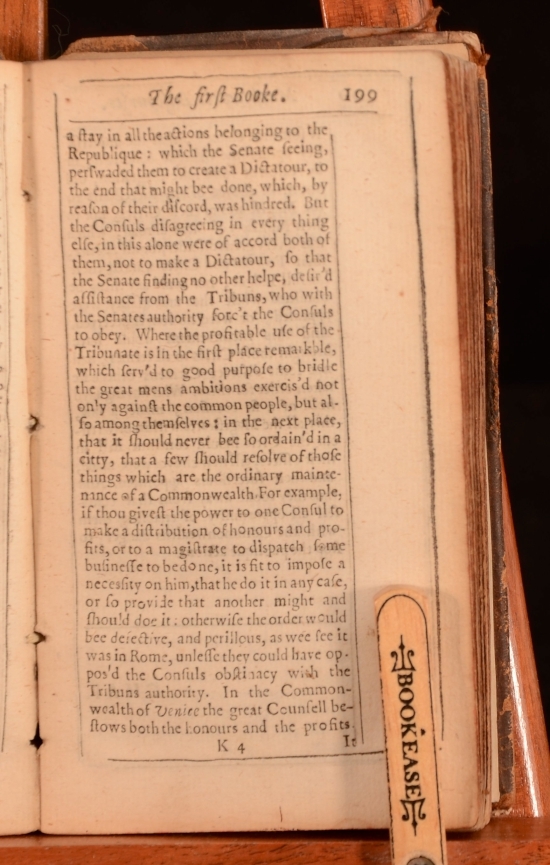 The first Booke. 199
a stay in all the actions belonging to the
Republique : which the Senate seeing,
perswaded them to create a Dictatour, to
the end that might bee done, which, by
reason of their discord, was hindred. But
the Consuls disagreeing in every thing
else, in this alone were of accord both of
them, not to make a Dictatour, so that
the Senate finding no other helpe, desir'd
assistance from the Tribuns, who with
the Senates authority forc't the Consuls
to obey. Where the profitable use of the
Tribunate is in the first place remarkble,
which serv'd to good purpose to bridle
the great mens ambitions exercis'd not
only against the common people, but al-
so among themselves : in the next place,
that it should never bee so ordain'd in a
citty, that a few should resolve of those
things which are the ordinary mainte-
nance of a Commonwealth For example,
if thou givest the power to one Consul to
make a distribution of honours and pro-
fits, or to a magistrate to dispatch some
businesse to be done, it is fit to impose a
necessity on him, that he do it in any case,
or so provide that another might and
should doe it : otherwise the order would
bee defective, and perillous, as wee see it
was in Rome, unlesse they could have op-
pos'd the Consuls obstinacy with the
Tribuns authority. In the Common-
wealth of Venice the great Counsell be-
stows both the honours and the profits
K 4 It
BOOKEASE